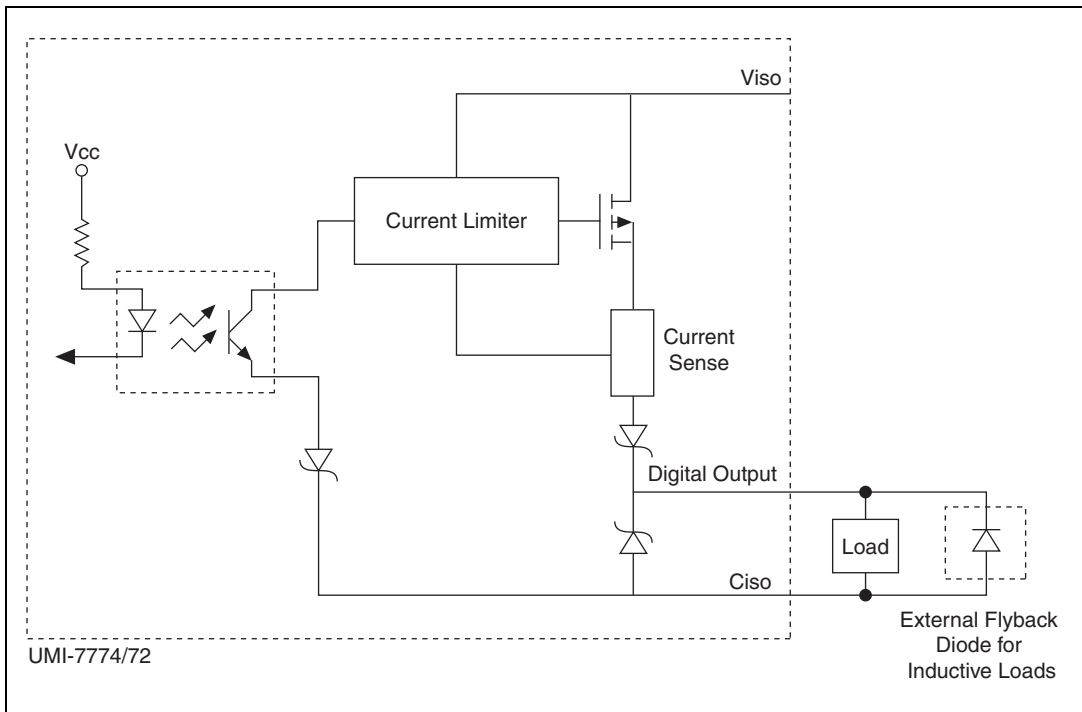 Viso
Vcc
Current Limiter
Current
Sense
Digital Output
Load
Ciso
External Flyback
Diode for
Inductive Loads
UMI-7774/72